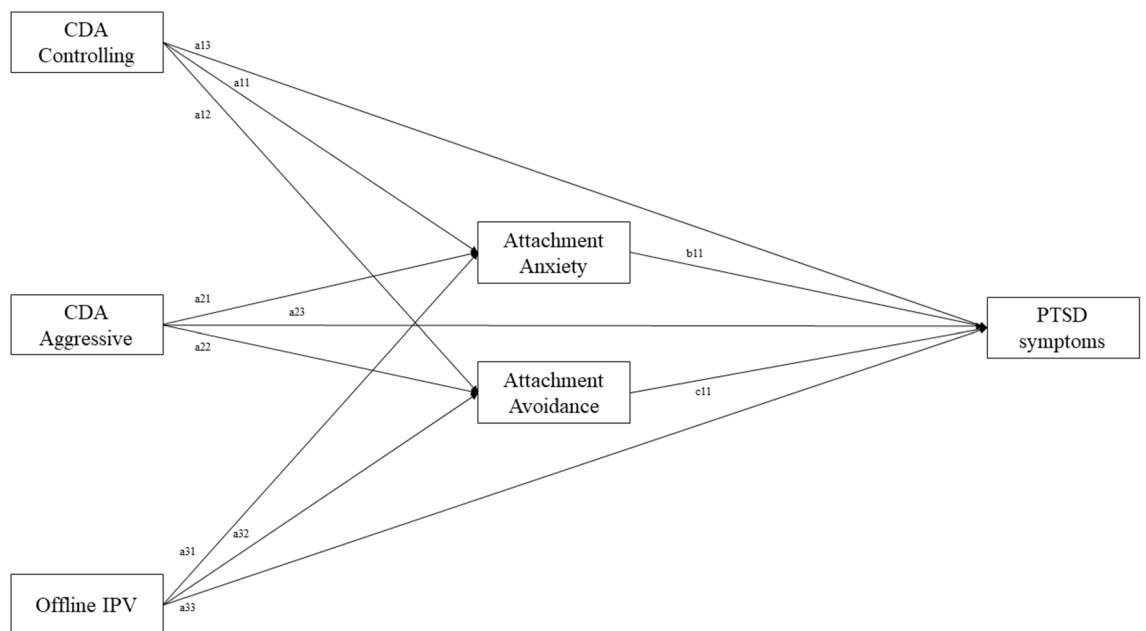 CDA
Controlling
a13
a11
a12
Attachment
Anxiety
b11
CDA
Aggressive
a21
a23
a22
PTSD
symptoms
Attachment
Avoidance
c11
a31
a32
Offline IPV
a33